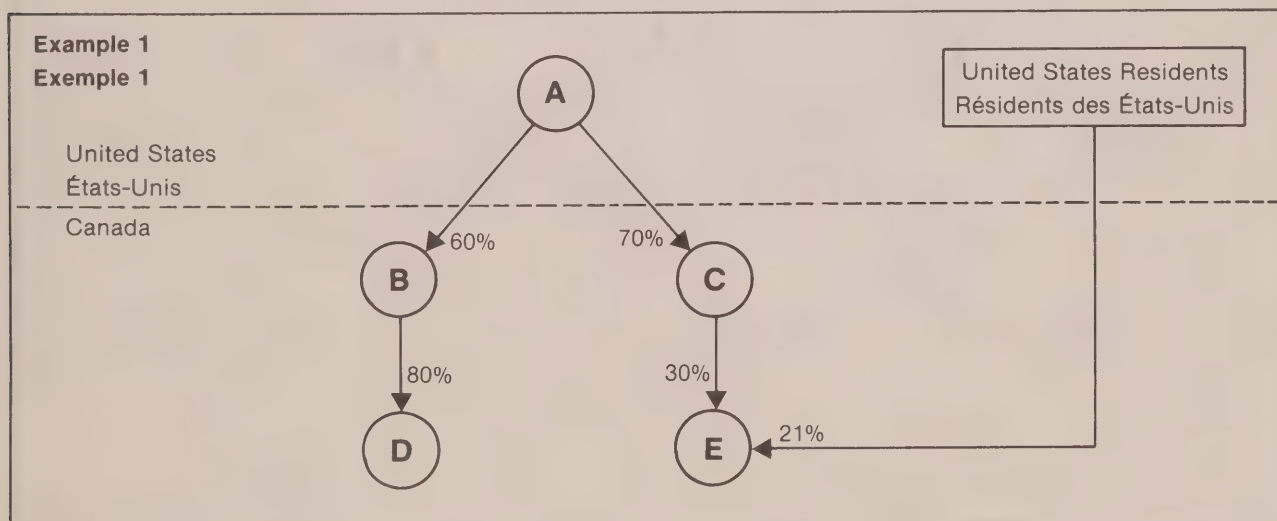 Example 1
Exemple 1
A
United States Residents
Résidents des États-Unis
United States
États-Unis
Canada
60%
70%
B
C
80%
30%
D
E
21%